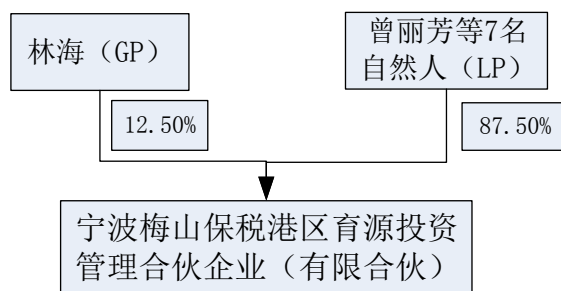 林海（GP）
曾丽芳等7名
自然人（LP）
12.50%
87.50%
宁波梅山保税港区育源投资
管理合伙企业（有限合伙）